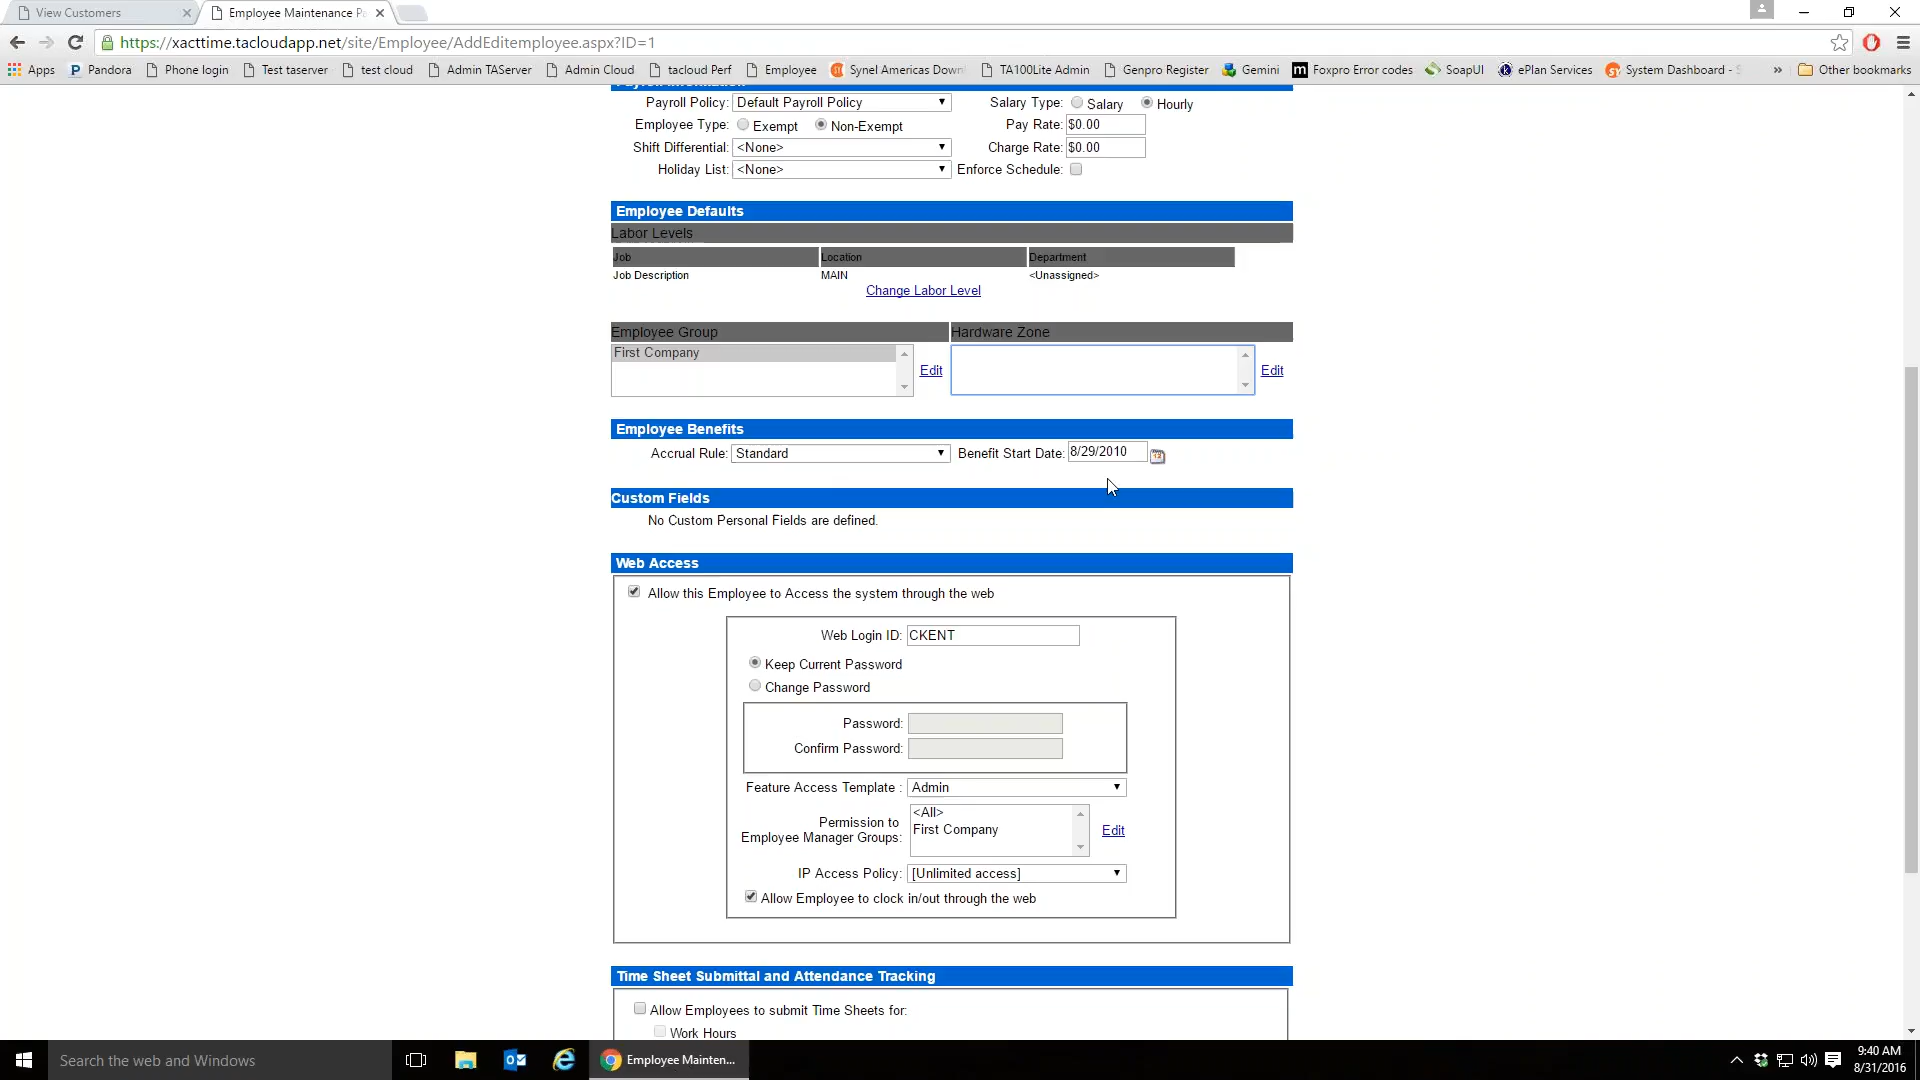 View Customers
Employee Maintenance Pa
https://xacttime.tacloudapp.net/site/Employee/AddEditemployee.aspx?ID=1
Apps
Pandora
Phone login
Test taserver
test cloud
Admin TAServer
Admin Cloud
tacloud Perf
Employee
Synel Americas Down
TA100Lite Admin
Genpro Register
Gemini
Foxpro Error codes
SoapUI
ePlan Services
System Dashboard - S
» Other bookmarks
Payroll Information
Payroll Policy: Default Payroll Policy Salary Type: Salary Hourly
Employee Type: Exempt Non-Exempt Pay Rate: $0.00
Shift Differential: <None> Charge Rate: $0.00
Holiday List: <None> Enforce Schedule:
Employee Defaults
Labor Levels
Job Location Department
Job Description MAIN <Unassigned>
Change Labor Level
Employee Group Hardware Zone
First Company
Edit Edit
Employee Benefits
Accrual Rule: Standard Benefit Start Date: 8/29/2010
Custom Fields
No Custom Personal Fields are defined.
Web Access
Allow this Employee to Access the system through the web
Web Login ID: CKENT
Keep Current Password
Change Password
Password:
Confirm Password:
Feature Access Template : Admin
<All>
Permission to
Employee Manager Groups: First Company Edit
IP Access Policy: [Unlimited access]
Allow Employee to clock in/out through the web
Time Sheet Submittal and Attendance Tracking
Allow Employees to submit Time Sheets for:
Work Hours
Search the web and Windows
Employee Mainten...
9:40 AM
8/31/2016